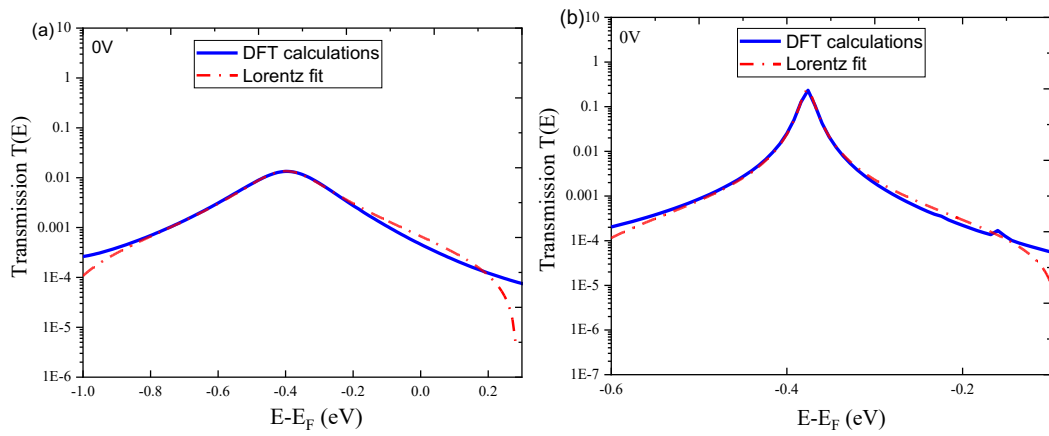 (a)
0V
DFT calculations
Lorentz fit
Transmission T(E)
10
1
0.1
0.01
0.001
1E-4
1E-5
1E-6
-1.0 -0.8 -0.6 -0.4 -0.2 0.0 0.2
E-E_F (eV)
(b)
0V
DFT calculations
Lorentz fit
Transmission T(E)
10
1
0.1
0.01
0.001
1E-4
1E-5
1E-6
1E-7
-0.6 -0.4 -0.2
E-E_F (eV)